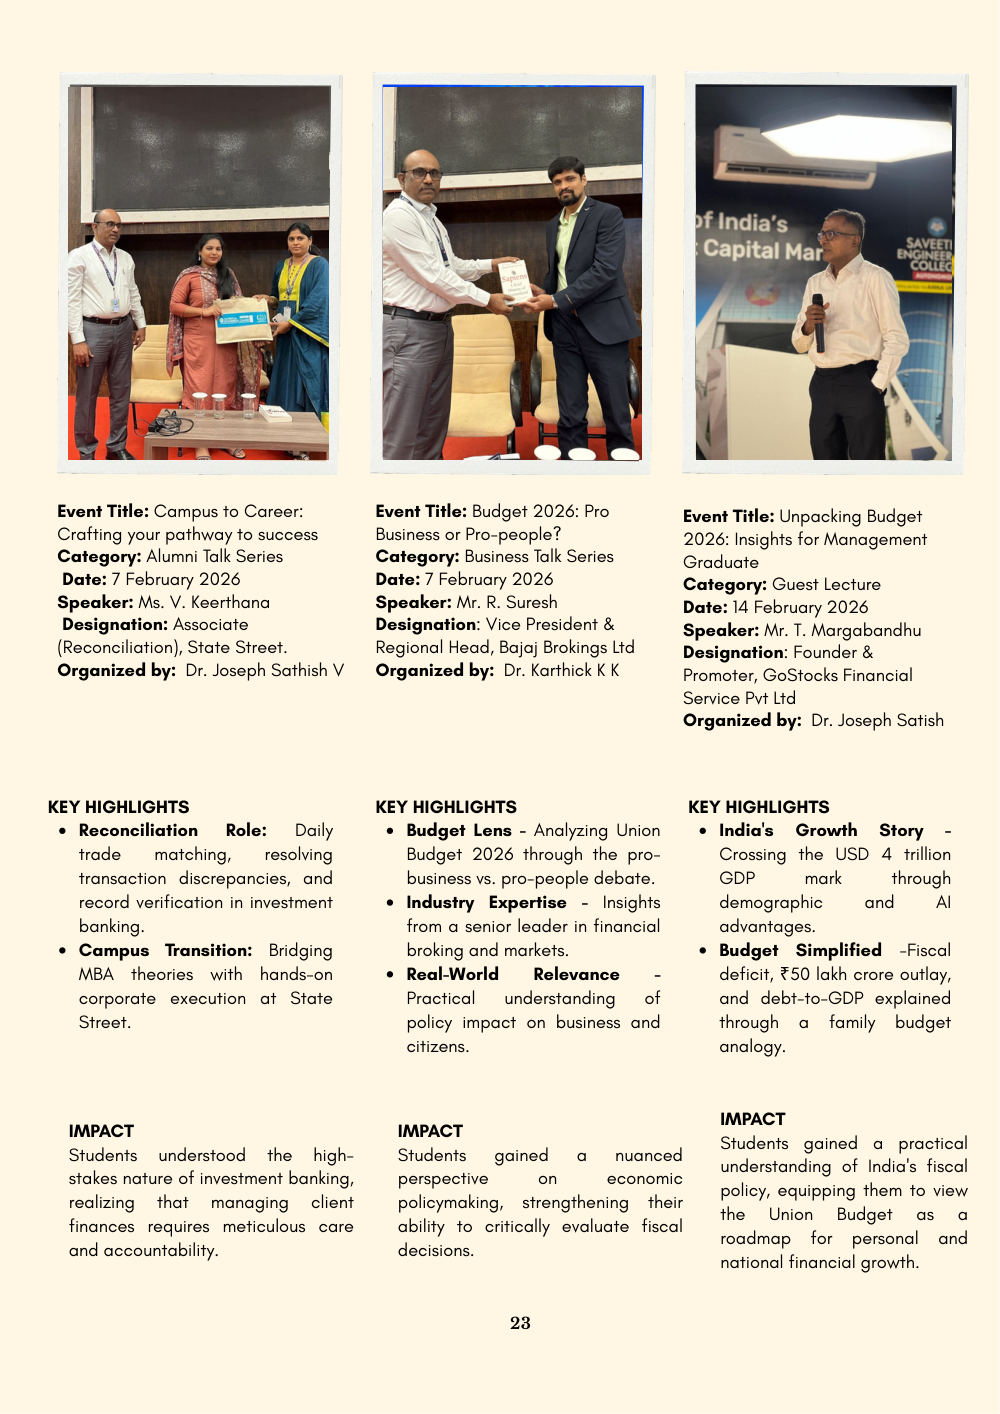 of India's
Capital Mar
SAVEET
ENGINEER
COLLEG
AUTONOMOUS
Sapiens
Event Title: Campus to Career:
Crafting your pathway to success
Category: Alumni Talk Series
Date: 7 February 2026
Speaker: Ms. V. Keerthana
Designation: Associate
(Reconciliation), State Street.
Organized by: Dr. Joseph Sathish V
Event Title: Budget 2026: Pro
Business or Pro-people?
Category: Business Talk Series
Date: 7 February 2026
Speaker: Mr. R. Suresh
Designation: Vice President &
Regional Head, Bajaj Brokings Ltd
Organized by: Dr. Karthick K K
Event Title: Unpacking Budget
2026: Insights for Management
Graduate
Category: Guest Lecture
Date: 14 February 2026
Speaker: Mr. T. Margabandhu
Designation: Founder &
Promoter, GoStocks Financial
Service Pvt Ltd
Organized by: Dr. Joseph Satish
KEY HIGHLIGHTS
• Reconciliation Role: Daily
trade matching, resolving
transaction discrepancies, and
record verification in investment
banking.
• Campus Transition: Bridging
MBA theories with hands-on
corporate execution at State
Street.
KEY HIGHLIGHTS
• Budget Lens - Analyzing Union
Budget 2026 through the pro-
business vs. pro-people debate.
• Industry Expertise - Insights
from a senior leader in financial
broking and markets.
• Real-World Relevance -
Practical understanding of
policy impact on business and
citizens.
KEY HIGHLIGHTS
• India's Growth Story -
Crossing the USD 4 trillion
GDP mark through
demographic and AI
advantages.
• Budget Simplified -Fiscal
deficit, ₹50 lakh crore outlay,
and debt-to-GDP explained
through a family budget
analogy.
IMPACT
Students understood the high-
stakes nature of investment banking,
realizing that managing client
finances requires meticulous care
and accountability.
IMPACT
Students gained a nuanced
perspective on economic
policymaking, strengthening their
ability to critically evaluate fiscal
decisions.
IMPACT
Students gained a practical
understanding of India's fiscal
policy, equipping them to view
the Union Budget as a
roadmap for personal and
national financial growth.
23